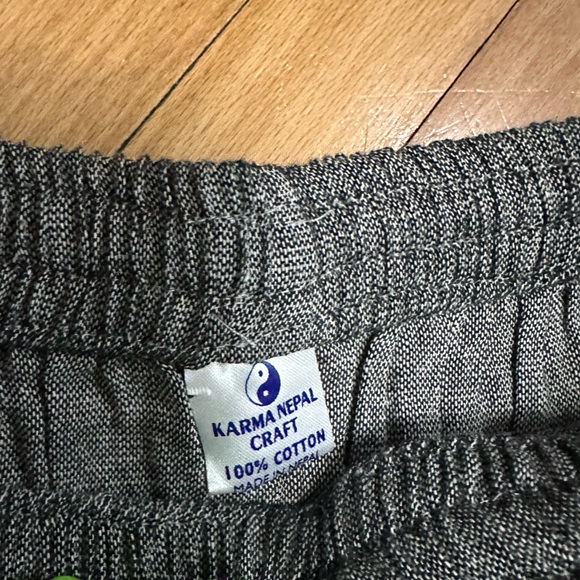 KARMA NEPAL
CRAFT
100% COTTON
MADE IN NEPAL